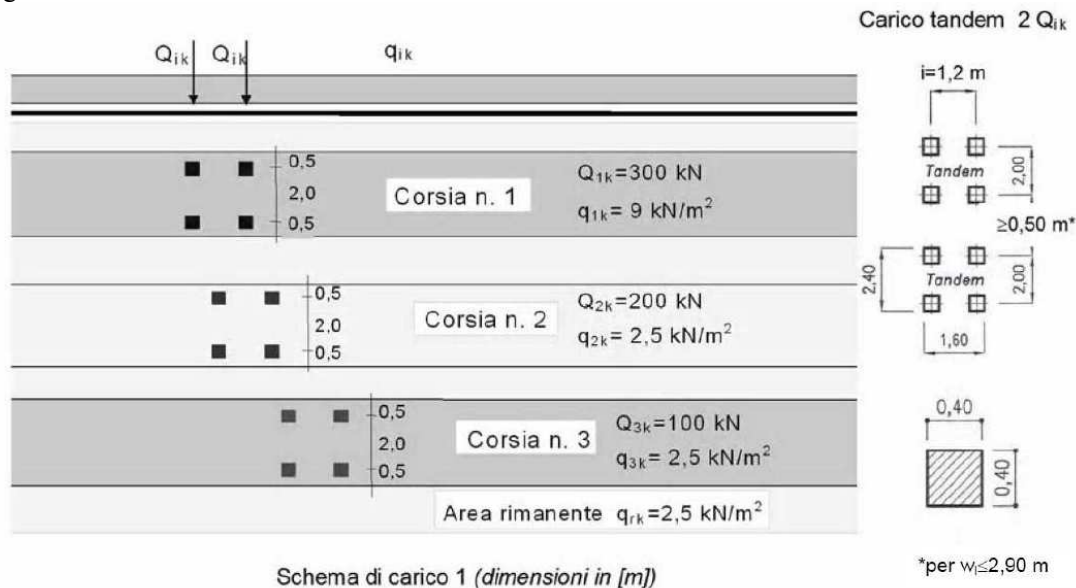 g
Carico tandem 2 Qik
Qik Qik qik
i=1,2 m
0,5
2,0
0,5
Corsia n. 1
Q1k=300 kN
q1k= 9 kN/m²
Tandem
2,00
≥0,50 m*
0,5
2,0
0,5
Corsia n. 2
Q2k=200 kN
q2k= 2,5 kN/m²
2,40
Tandem
2,00
1,60
0,5
2,0
0,5
Corsia n. 3
Q3k=100 kN
q3k= 2,5 kN/m²
0,40
0,40
Area rimanente qrk=2,5 kN/m²
Schema di carico 1 (dimensioni in [m])
*per wl≤2,90 m